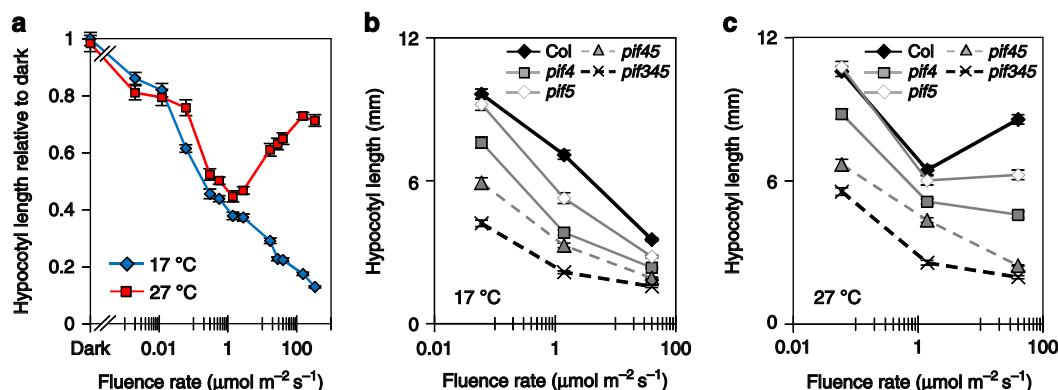 a
Hypocotyl length relative to dark
1
0.8
0.6
0.4
0.2
0
17 °C
27 °C
Dark
0.01
1
100
Fluence rate (μmol m⁻² s⁻¹)
b
Hypocotyl length (mm)
12
6
0
Col
pif4
pif5
pif45
pif345
17 °C
0.01
1
100
Fluence rate (μmol m⁻² s⁻¹)
c
Hypocotyl length (mm)
12
6
0
Col
pif4
pif5
pif45
pif345
27 °C
0.01
1
100
Fluence rate (μmol m⁻² s⁻¹)